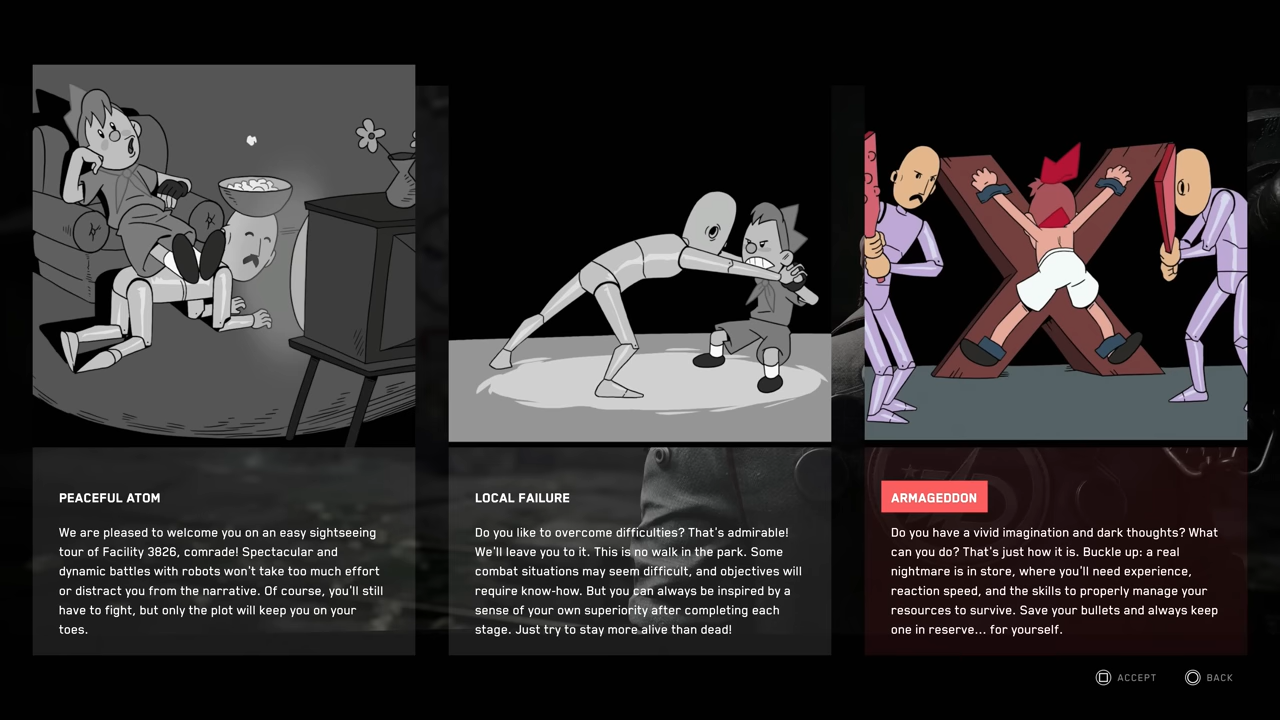 PEACEFUL ATOM
We are pleased to welcome you on an easy sightseeing
tour of Facility 3826, comrade! Spectacular and
dynamic battles with robots won't take too much effort
or distract you from the narrative. Of course, you'll still
have to fight, but only the plot will keep you on your
toes.
LOCAL FAILURE
Do you like to overcome difficulties? That's admirable!
We'll leave you to it. This is no walk in the park. Some
combat situations may seem difficult, and objectives will
require know-how. But you can always be inspired by a
sense of your own superiority after completing each
stage. Just try to stay more alive than dead!
ARMAGEDDON
Do you have a vivid imagination and dark thoughts? What
can you do? That's just how it is. Buckle up: a real
nightmare is in store, where you'll need experience,
reaction speed, and the skills to properly manage your
resources to survive. Save your bullets and always keep
one in reserve... for yourself.
ACCEPT
BACK